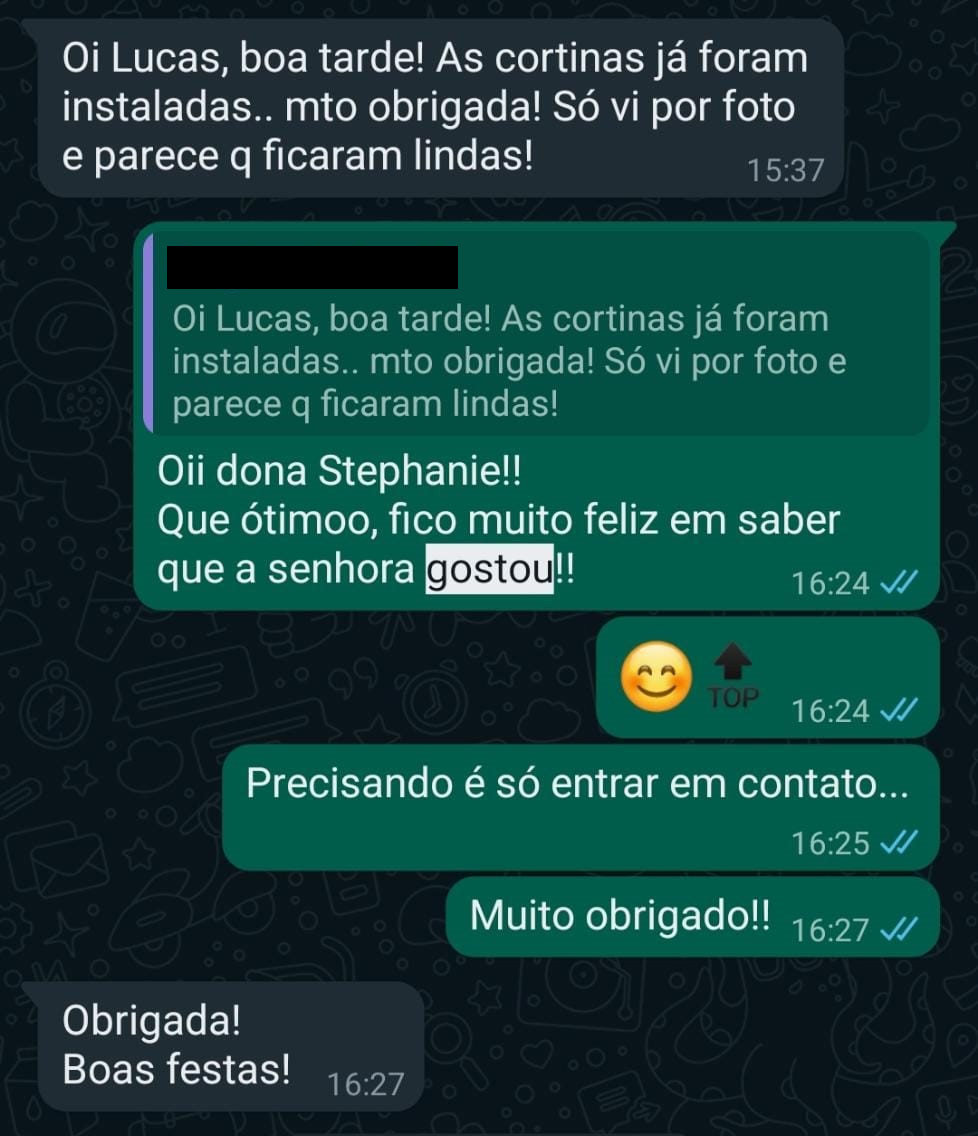 Oi Lucas, boa tarde! As cortinas já foram
instaladas.. mto obrigada! Só vi por foto
e parece q ficaram lindas!
15:37
Oi Lucas, boa tarde! As cortinas já foram
instaladas.. mto obrigada! Só vi por foto e
parece q ficaram lindas!
Oii dona Stephanie!!
Que ótimoo, fico muito feliz em saber
que a senhora gostou!!
16:24
😊 🔝
16:24
Precisando é só entrar em contato...
16:25
Muito obrigado!! 16:27
Obrigada!
Boas festas! 16:27